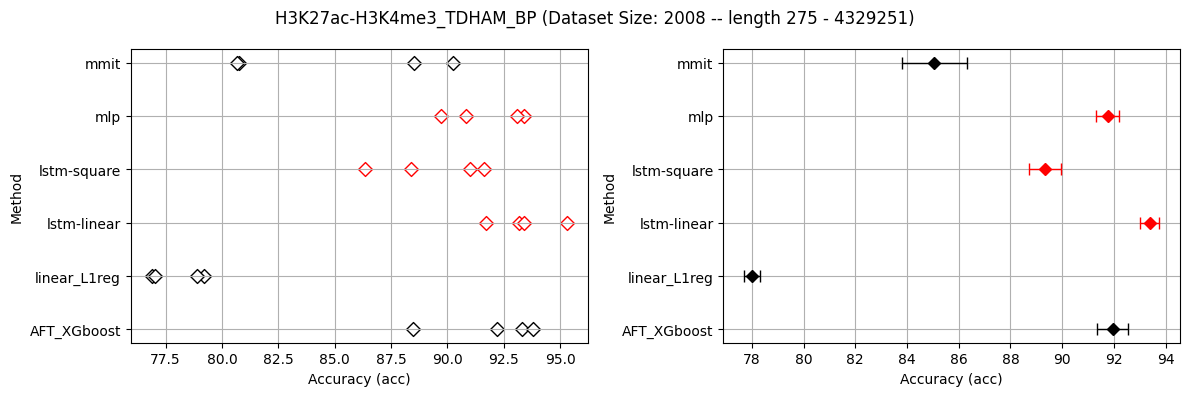 H3K27ac-H3K4me3_TDHAM_BP (Dataset Size: 2008 -- length 275 - 4329251)
Method
mmit
mlp
lstm-square
lstm-linear
linear_L1reg
AFT_XGboost
77.5 80.0 82.5 85.0 87.5 90.0 92.5 95.0
Accuracy (acc)
Method
mmit
mlp
lstm-square
lstm-linear
linear_L1reg
AFT_XGboost
78 80 82 84 86 88 90 92 94
Accuracy (acc)